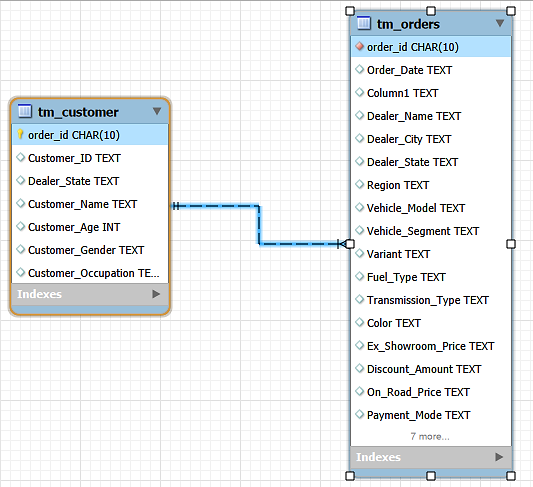 tm_customer
order_id CHAR(10)
Customer_ID TEXT
Dealer_State TEXT
Customer_Name TEXT
Customer_Age INT
Customer_Gender TEXT
Customer_Occupation TE...
Indexes
tm_orders
order_id CHAR(10)
Order_Date TEXT
Column1 TEXT
Dealer_Name TEXT
Dealer_City TEXT
Dealer_State TEXT
Region TEXT
Vehicle_Model TEXT
Vehicle_Segment TEXT
Variant TEXT
Fuel_Type TEXT
Transmission_Type TEXT
Color TEXT
Ex_Showroom_Price TEXT
Discount_Amount TEXT
On_Road_Price TEXT
Payment_Mode TEXT
7 more...
Indexes